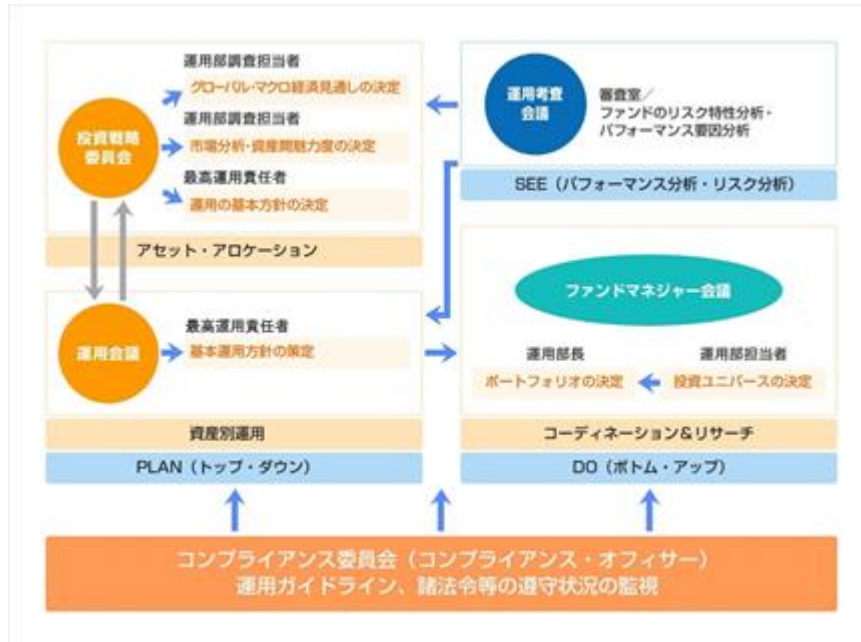 運用部調査担当者
グローバル・マクロ経済見通しの決定
投資戦略
委員会
運用部調査担当者
市場分析・資産間魅力度の決定
最高運用責任者
運用の基本方針の決定
アセット・アロケーション
運用会議
最高運用責任者
基本運用方針の策定
資産別運用
PLAN（トップ・ダウン）
運用考査
会議
審査室／
ファンドのリスク特性分析・
パフォーマンス要因分析
SEE（パフォーマンス分析・リスク分析）
ファンドマネジャー会議
運用部長
ポートフォリオの決定
運用部担当者
投資ユニバースの決定
コーディネーション＆リサーチ
DO（ボトム・アップ）
コンプライアンス委員会（コンプライアンス・オフィサー）
運用ガイドライン、諸法令等の遵守状況の監視